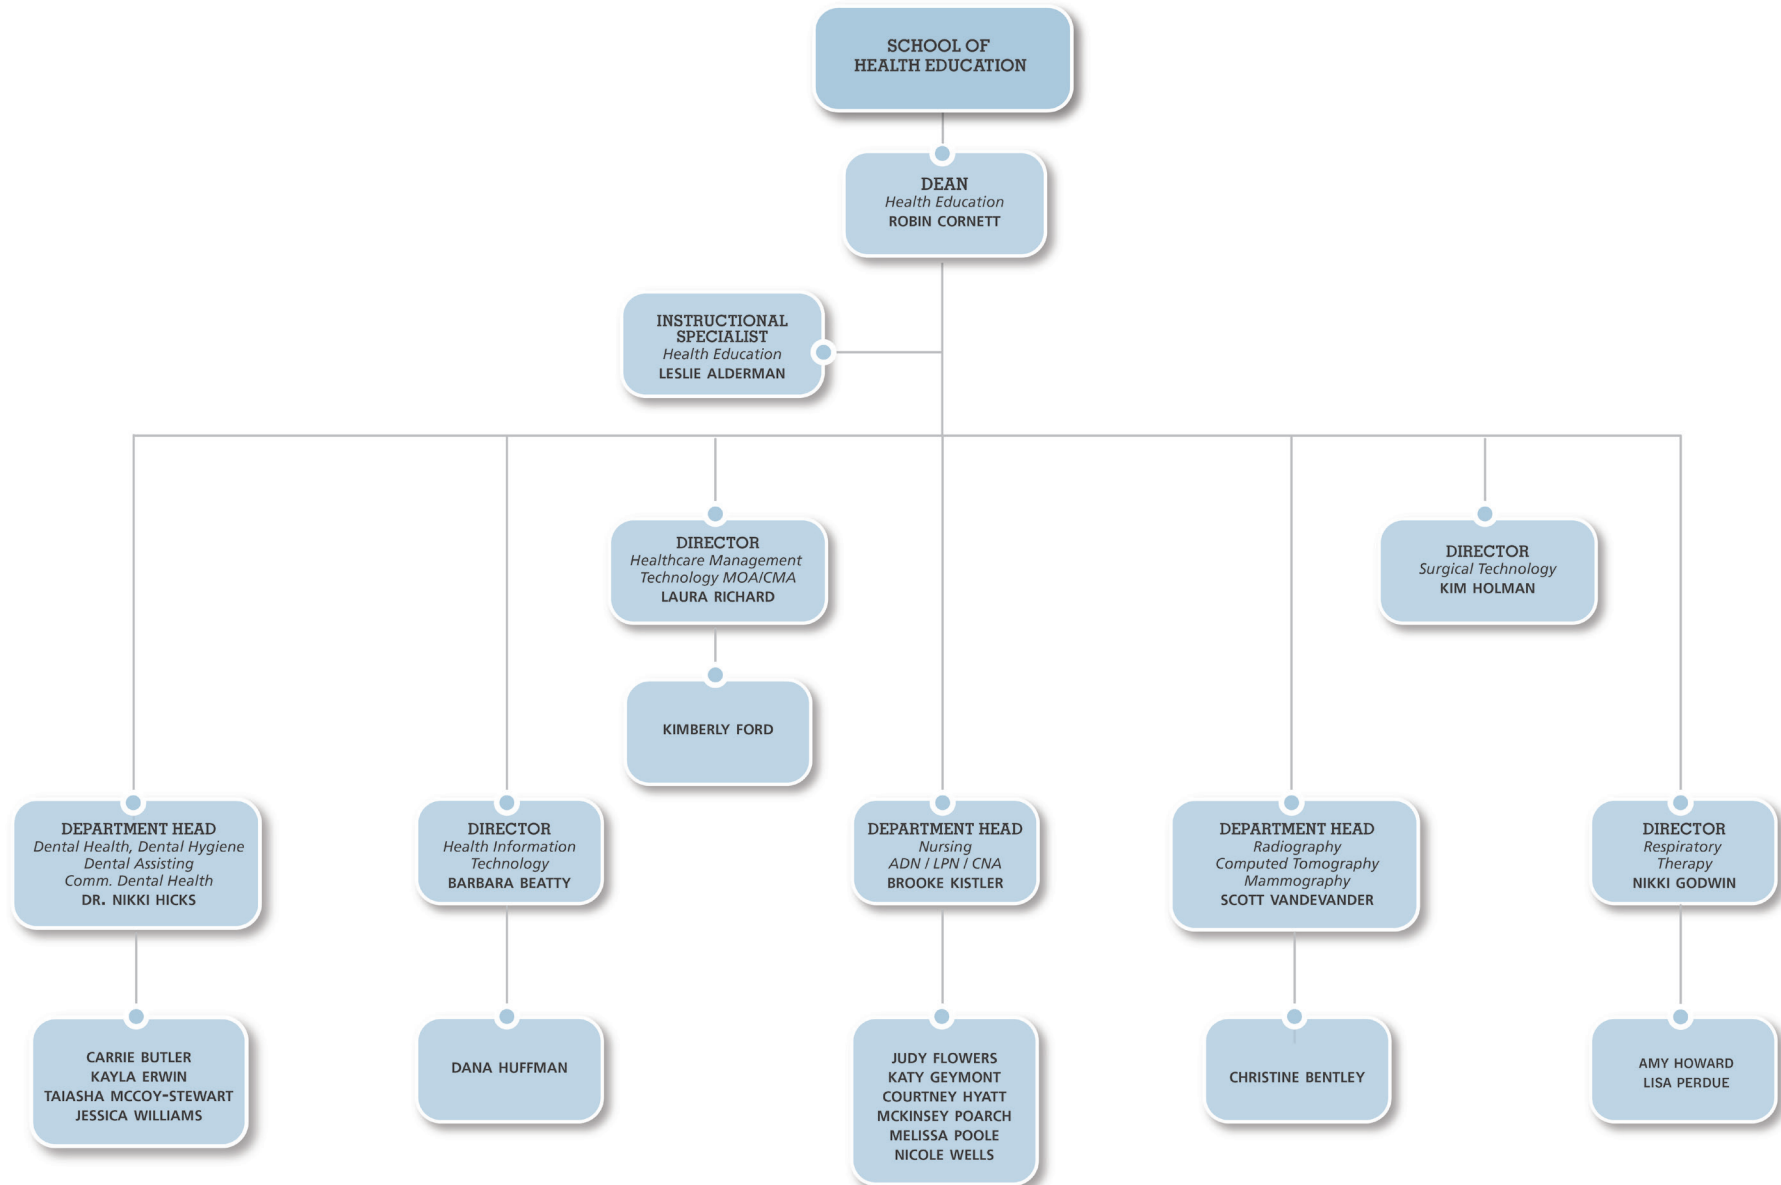 SCHOOL OF
HEALTH EDUCATION
DEAN
Health Education
ROBIN CORNETT
INSTRUCTIONAL
SPECIALIST
Health Education
LESLIE ALDERMAN
DIRECTOR
Healthcare Management
Technology MOA/CMA
LAURA RICHARD
DIRECTOR
Surgical Technology
KIM HOLMAN
KIMBERLY FORD
DEPARTMENT HEAD
Dental Health, Dental Hygiene
Dental Assisting
Comm. Dental Health
DR. NIKKI HICKS
DIRECTOR
Health Information
Technology
BARBARA BEATTY
DEPARTMENT HEAD
Nursing
ADN / LPN / CNA
BROOKE KISTLER
DEPARTMENT HEAD
Radiography
Computed Tomography
Mammography
SCOTT VANDEVANDER
DIRECTOR
Respiratory
Therapy
NIKKI GODWIN
CARRIE BUTLER
KAYLA ERWIN
TAIASHA MCCOY-STEWART
JESSICA WILLIAMS
DANA HUFFMAN
JUDY FLOWERS
KATY GEYMONT
COURTNEY HYATT
MCKINSEY POARCH
MELISSA POOLE
NICOLE WELLS
CHRISTINE BENTLEY
AMY HOWARD
LISA PERDUE